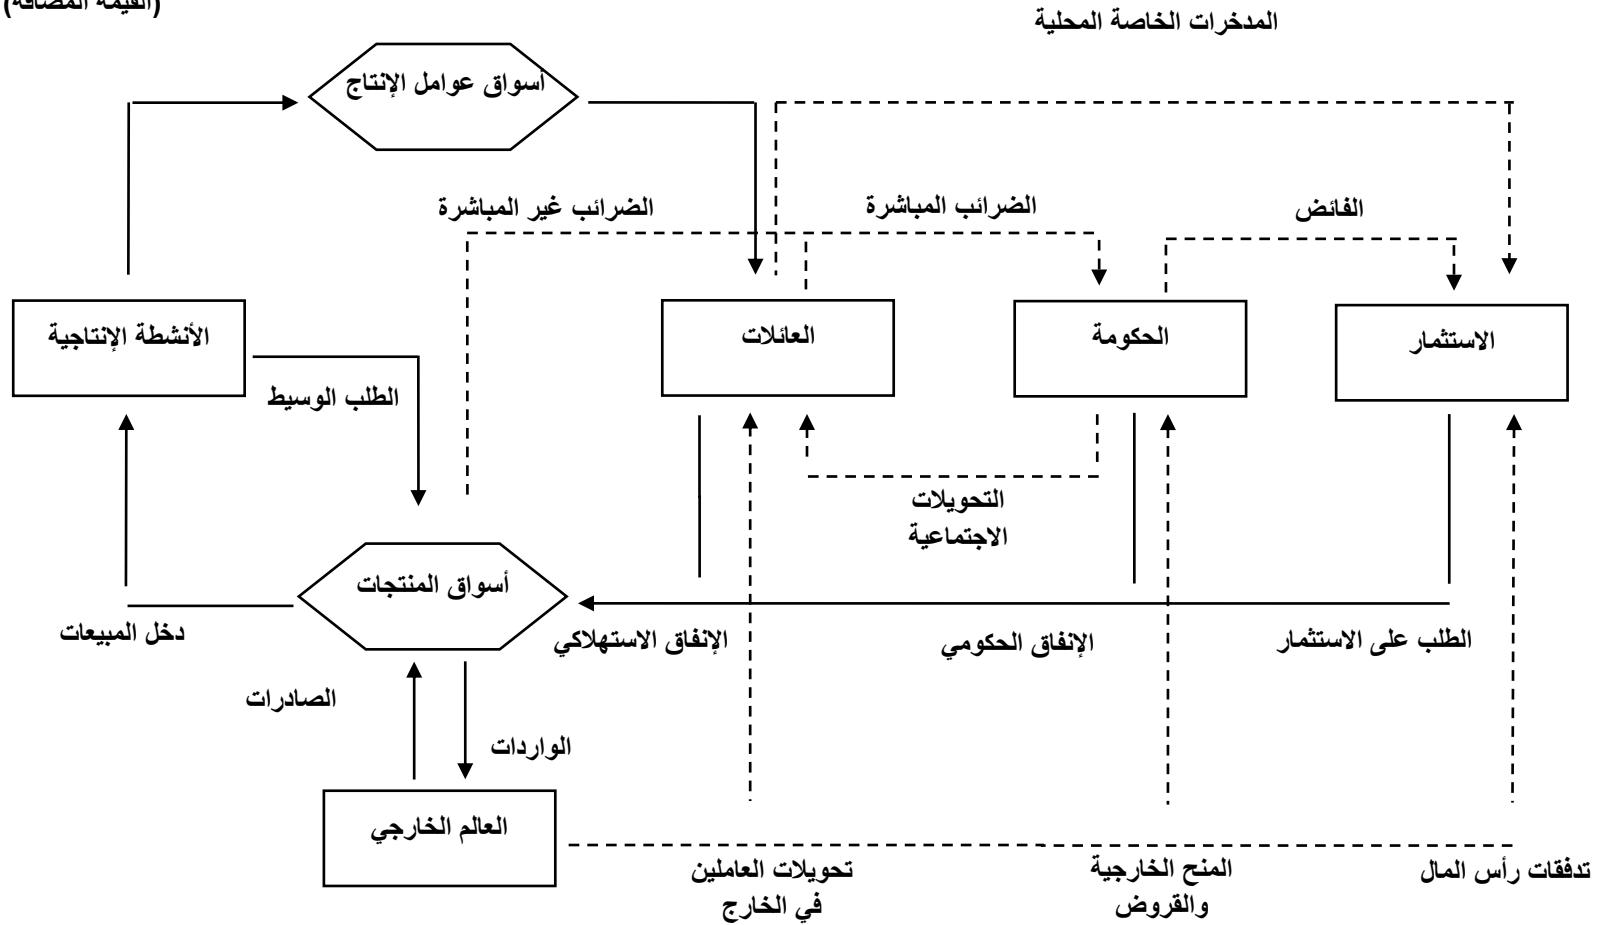 (القيمة المضافة)
المدخرات الخاصة المحلية
أسواق عوامل الإنتاج
الضرائب غير المباشرة
الضرائب المباشرة
الفائض
الأنشطة الإنتاجية
العائلات
الحكومة
الاستثمار
الطلب الوسيط
التحويلات
الاجتماعية
أسواق المنتجات
دخل المبيعات
الإنفاق الاستهلاكي
الإنفاق الحكومي
الطلب على الاستثمار
الصادرات
الواردات
العالم الخارجي
تحويلات العاملين
في الخارج
المنح الخارجية
والقروض
تدفقات رأس المال